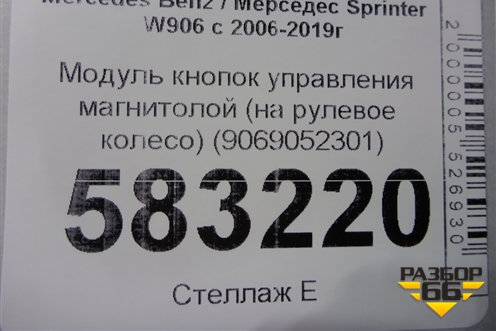 Mercedes Benz / Мерседес Sprinter
W906 с 2006-2019г
Модуль кнопок управления
магнитолой (на рулевое
колесо) (9069052301)
583220
Стеллаж Е
2000005526930
РАЗБОР
66